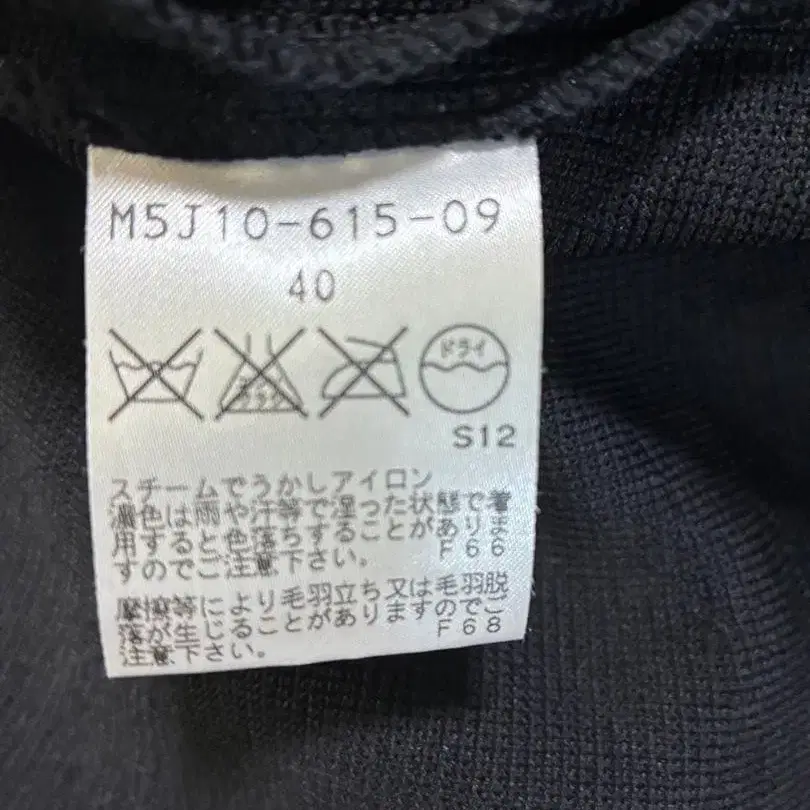 M5J10-615-09
40
ドライ
S12
スチームでうかしアイロン
濃色は雨や汗等で湿った状態で着
用すると色落ちすることがありま
すのでご注意下さい。 F66
摩擦等により毛羽立ち又は毛羽脱
落が生じることがありますのでご
注意下さい。 F68